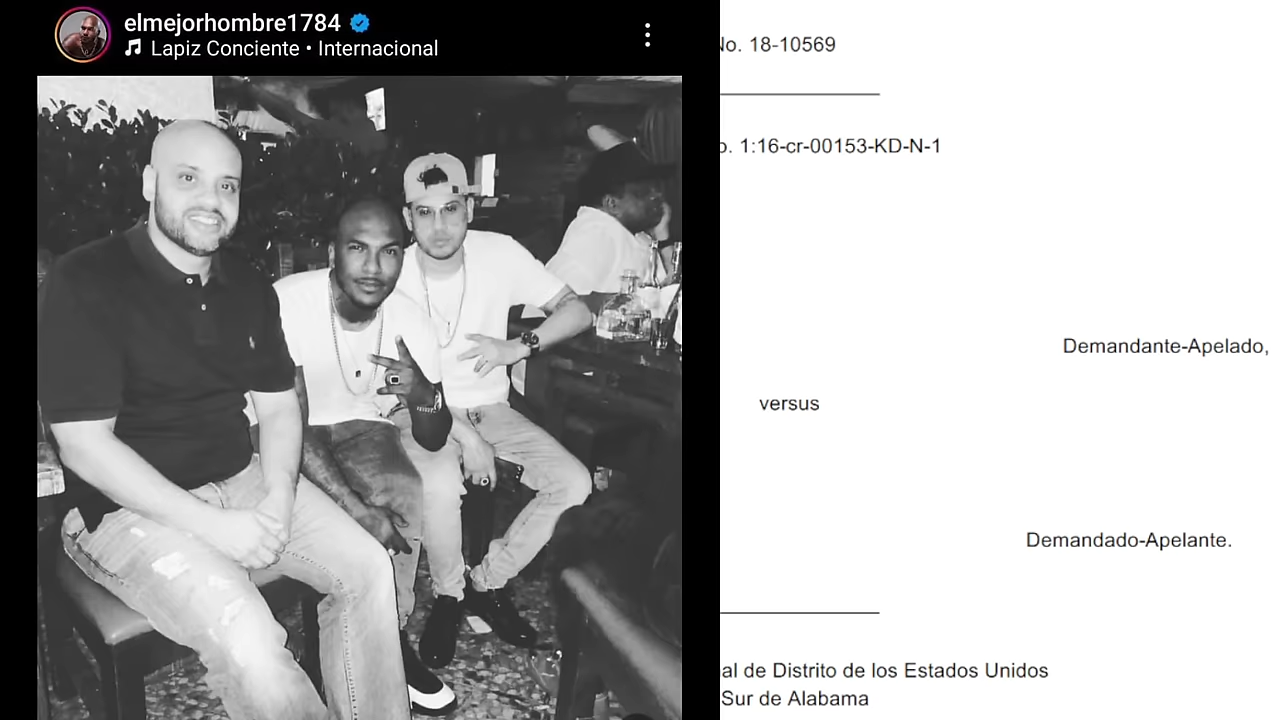 elmejorhombre1784
Lapiz Conciente • Internacional
No. 18-10569
o. 1:16-cr-00153-KD-N-1
Demandante-Apelado,
versus
Demandado-Apelante.
al de Distrito de los Estados Unidos
Sur de Alabama